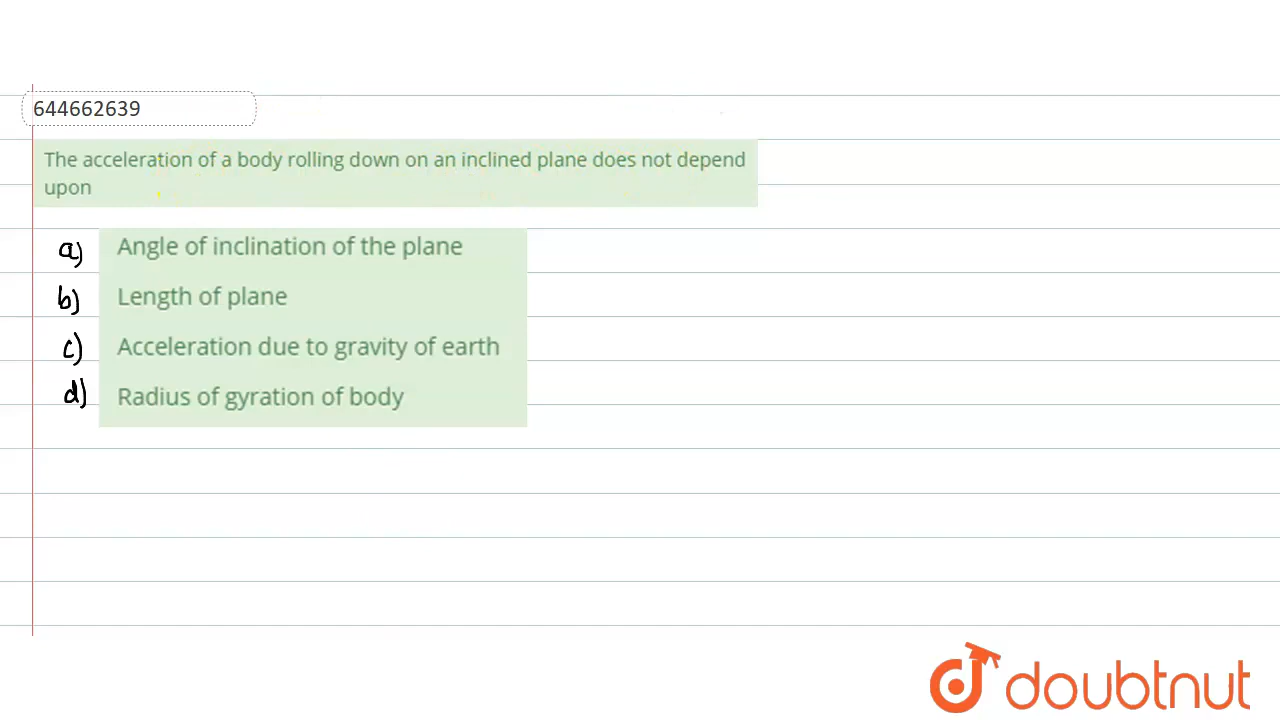 644662639
The acceleration of a body rolling down on an inclined plane does not depend
upon
a) Angle of inclination of the plane
b) Length of plane
c) Acceleration due to gravity of earth
d) Radius of gyration of body
doubtnut